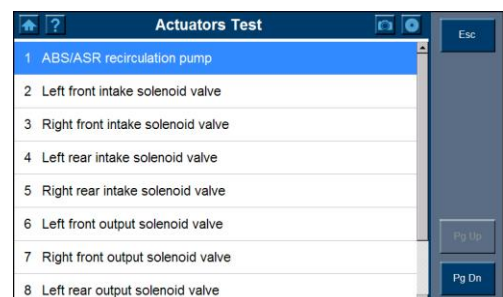 ?
Actuators Test
Esc
1 ABS/ASR recirculation pump
2 Left front intake solenoid valve
3 Right front intake solenoid valve
4 Left rear intake solenoid valve
5 Right rear intake solenoid valve
6 Left front output solenoid valve
7 Right front output solenoid valve
8 Left rear output solenoid valve
Pg Up
Pg Dn